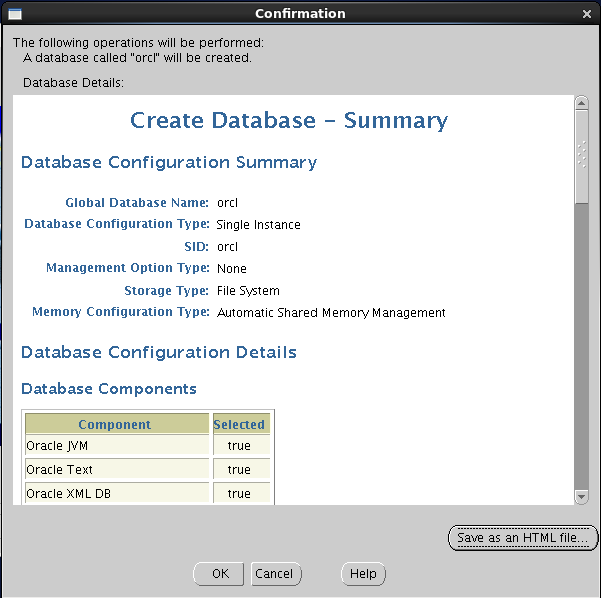 Confirmation
The following operations will be performed:
A database called "orcl" will be created.
Database Details:
Create Database - Summary
Database Configuration Summary
Global Database Name: orcl
Database Configuration Type: Single Instance
SID: orcl
Management Option Type: None
Storage Type: File System
Memory Configuration Type: Automatic Shared Memory Management
Database Configuration Details
Database Components
Component Selected
Oracle JVM true
Oracle Text true
Oracle XML DB true
Save as an HTML file...
OK Cancel Help